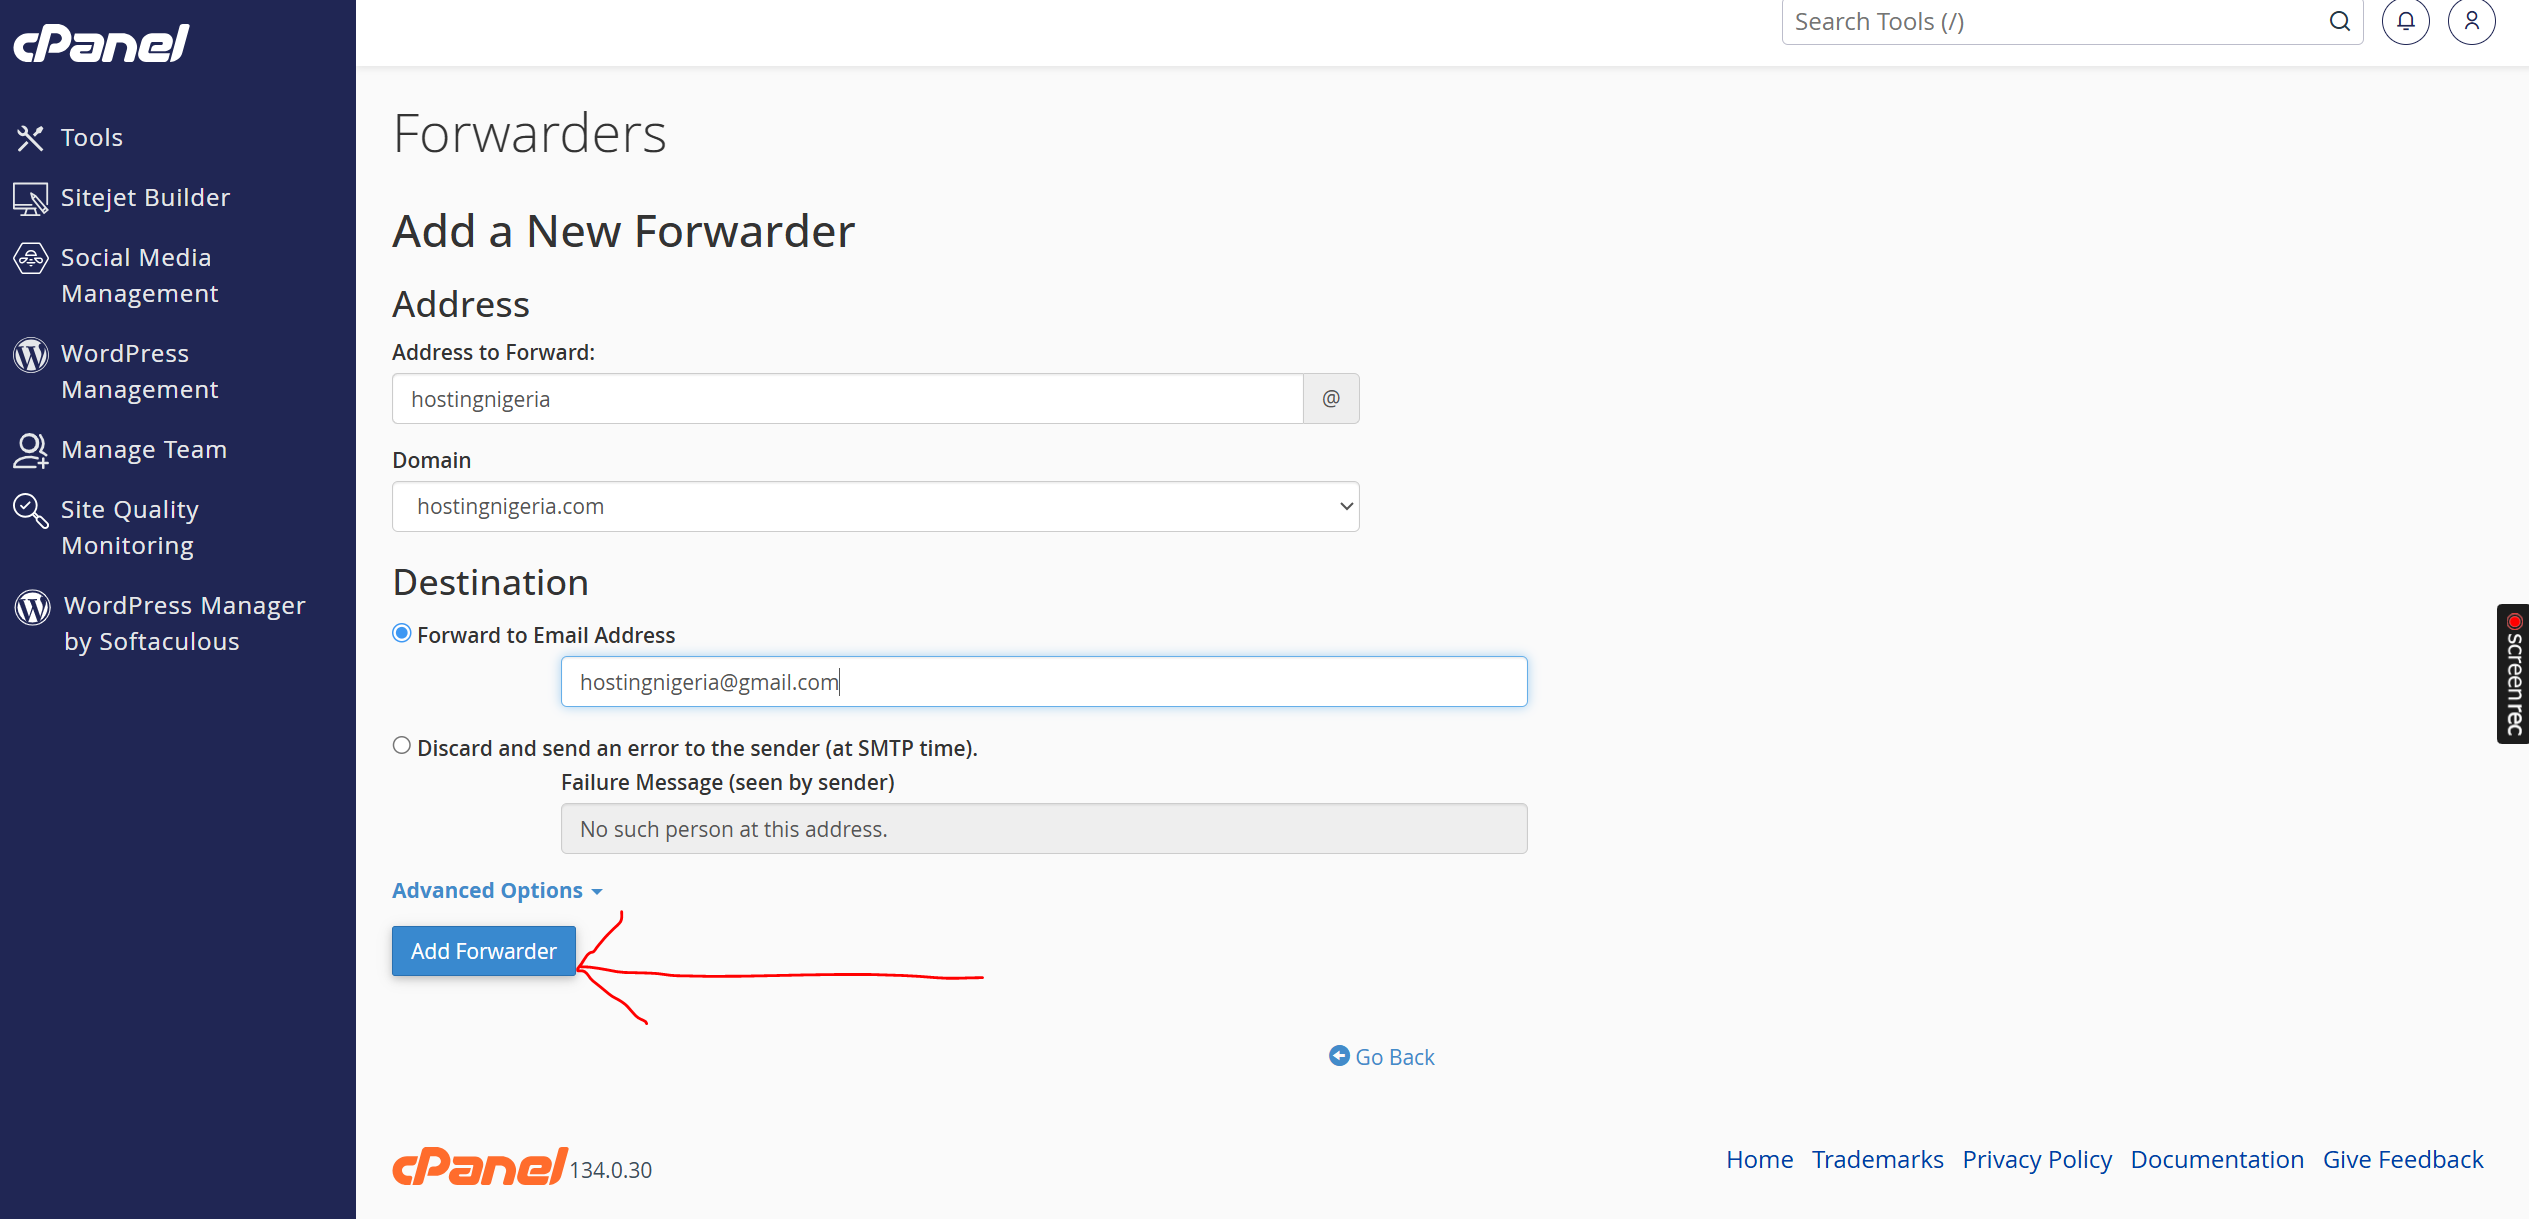 cPanel
Search Tools (/)
Tools
Sitejet Builder
Social Media
Management
WordPress
Management
Manage Team
Site Quality
Monitoring
WordPress Manager
by Softaculous
Forwarders
Add a New Forwarder
Address
Address to Forward:
hostingnigeria
@
Domain
hostingnigeria.com
Destination
Forward to Email Address
hostingnigeria@gmail.com
Discard and send an error to the sender (at SMTP time).
Failure Message (seen by sender)
No such person at this address.
Advanced Options
Add Forwarder
Go Back
screenrec
cPanel 134.0.30
Home Trademarks Privacy Policy Documentation Give Feedback